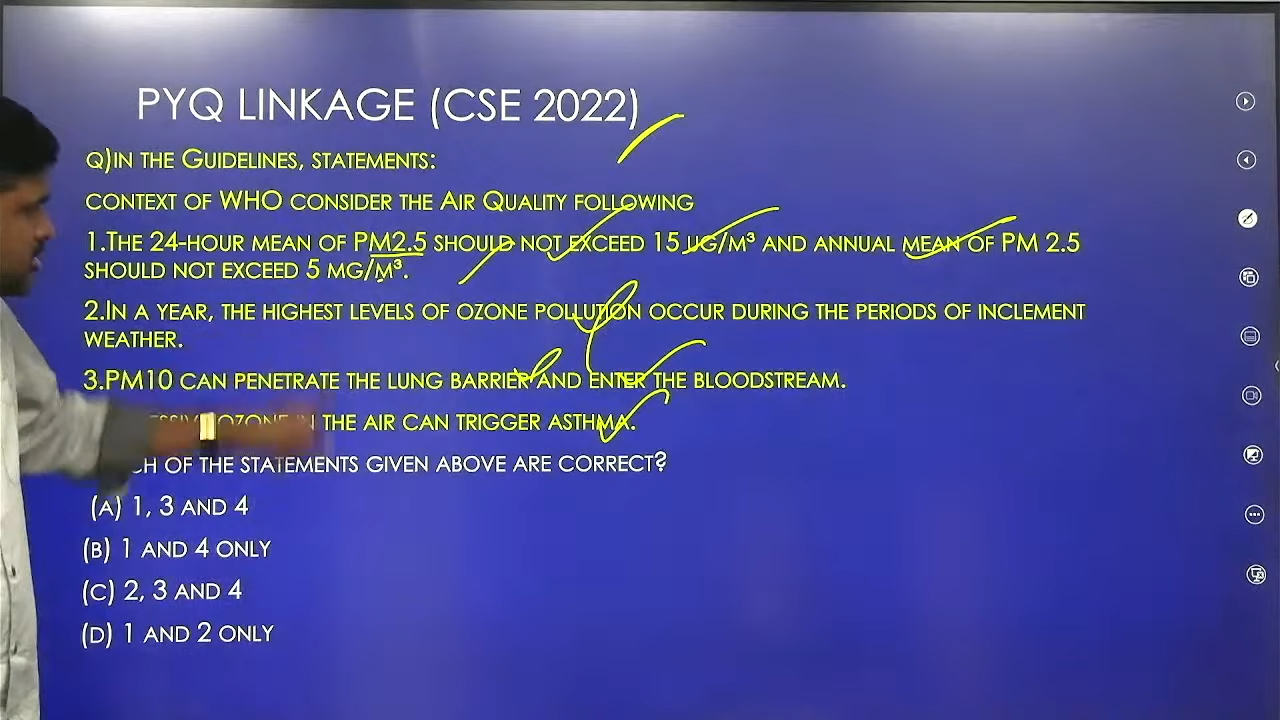 PYQ LINKAGE (CSE 2022)
Q)IN THE GUIDELINES, STATEMENTS:
CONTEXT OF WHO CONSIDER THE AIR QUALITY FOLLOWING
1.THE 24-HOUR MEAN OF PM2.5 SHOULD NOT EXCEED 15 UG/M³ AND ANNUAL MEAN OF PM 2.5
SHOULD NOT EXCEED 5 MG/M³.
2.IN A YEAR, THE HIGHEST LEVELS OF OZONE POLLUTION OCCUR DURING THE PERIODS OF INCLEMENT
WEATHER.
3.PM10 CAN PENETRATE THE LUNG BARRIER AND ENTER THE BLOODSTREAM.
OZONE IN THE AIR CAN TRIGGER ASTHMA.
OF THE STATEMENTS GIVEN ABOVE ARE CORRECT?
(A) 1, 3 AND 4
(B) 1 AND 4 ONLY
(C) 2, 3 AND 4
(D) 1 AND 2 ONLY